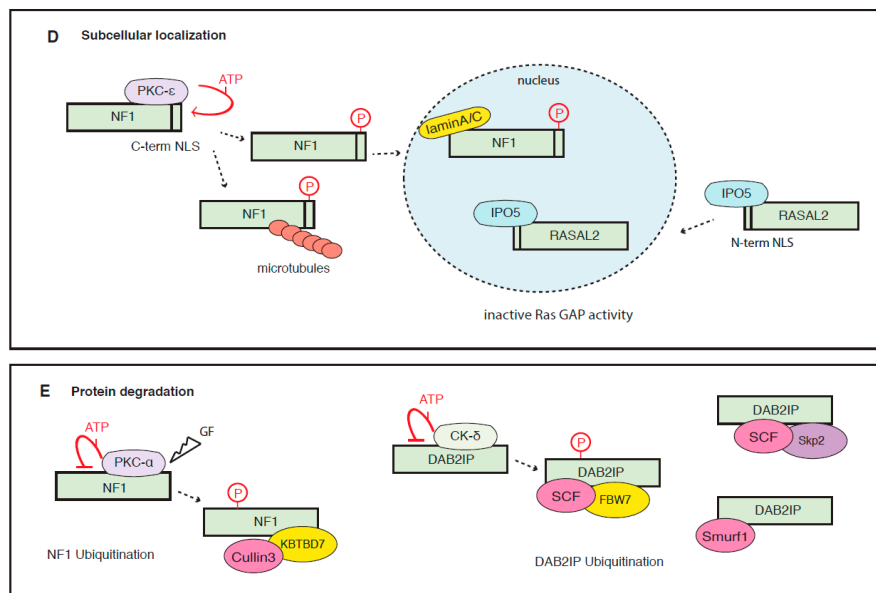 D Subcellular localization
PKC-ε
ATP
NF1
C-term NLS
NF1
P
NF1
P
microtubules
nucleus
laminA/C
NF1
P
IPO5
RASAL2
IPO5
RASAL2
N-term NLS
inactive Ras GAP activity
E Protein degradation
ATP
GF
PKC-α
NF1
P
NF1
KBTBD7
Cullin3
NF1 Ubiquitination
ATP
CK-δ
DAB2IP
P
DAB2IP
SCF
FBW7
DAB2IP Ubiquitination
DAB2IP
SCF
Skp2
DAB2IP
Smurf1